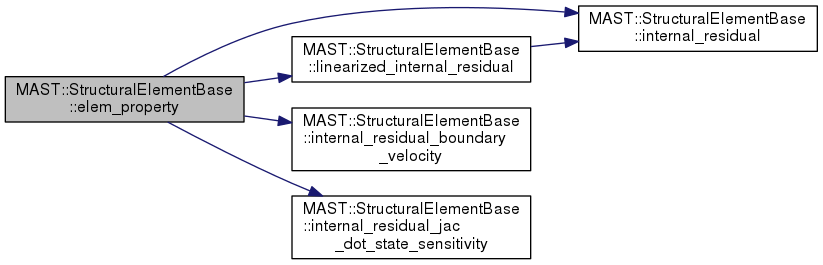 MAST::StructuralElementBase
::elem_property
MAST::StructuralElementBase
::linearized_internal_residual
MAST::StructuralElementBase
::internal_residual
MAST::StructuralElementBase
::internal_residual_boundary
_velocity
MAST::StructuralElementBase
::internal_residual_jac
_dot_state_sensitivity